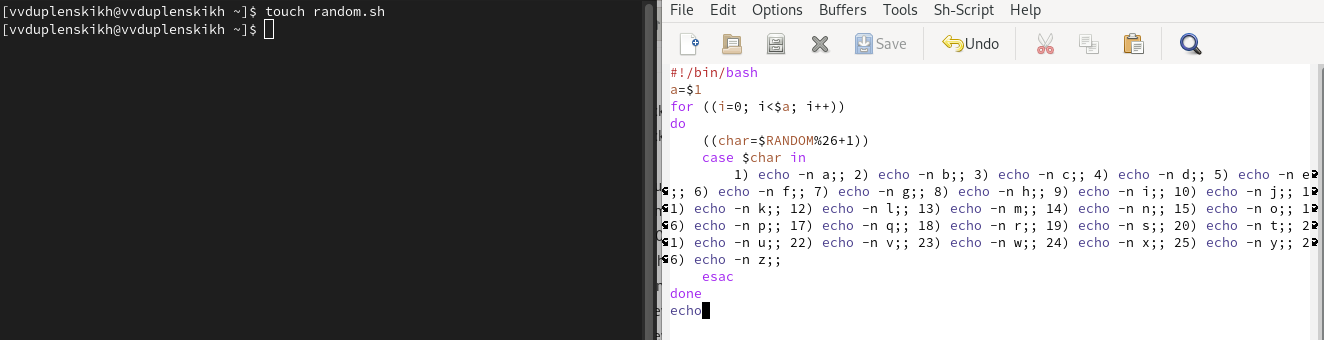 [vvduplenskikh@vvduplenskikh ~]$ touch random.sh
[vvduplenskikh@vvduplenskikh ~]$
File Edit Options Buffers Tools Sh-Script Help
Save Undo
#!/bin/bash
a=$1
for ((i=0; i<$a; i++))
do
    ((char=$RANDOM%26+1))
    case $char in
        1) echo -n a;; 2) echo -n b;; 3) echo -n c;; 4) echo -n d;; 5) echo -n e
;; 6) echo -n f;; 7) echo -n g;; 8) echo -n h;; 9) echo -n i;; 10) echo -n j;; 1
1) echo -n k;; 12) echo -n l;; 13) echo -n m;; 14) echo -n n;; 15) echo -n o;; 1
6) echo -n p;; 17) echo -n q;; 18) echo -n r;; 19) echo -n s;; 20) echo -n t;; 2
1) echo -n u;; 22) echo -n v;; 23) echo -n w;; 24) echo -n x;; 25) echo -n y;; 2
6) echo -n z;;
    esac
done
echo